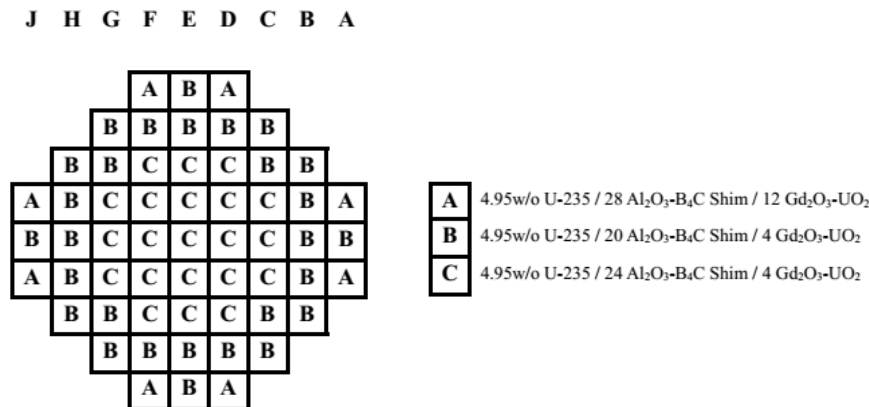 J H G F E D C B A
A B A
B B B B B
B B C C C B B
A B C C C C C B A
B B C C C C C B B
A B C C C C C B A
B B C C C B B
B B B B B
A B A
A 4.95w/o U-235 / 28 Al₂O₃-B₄C Shim / 12 Gd₂O₃-UO₂
B 4.95w/o U-235 / 20 Al₂O₃-B₄C Shim / 4 Gd₂O₃-UO₂
C 4.95w/o U-235 / 24 Al₂O₃-B₄C Shim / 4 Gd₂O₃-UO₂